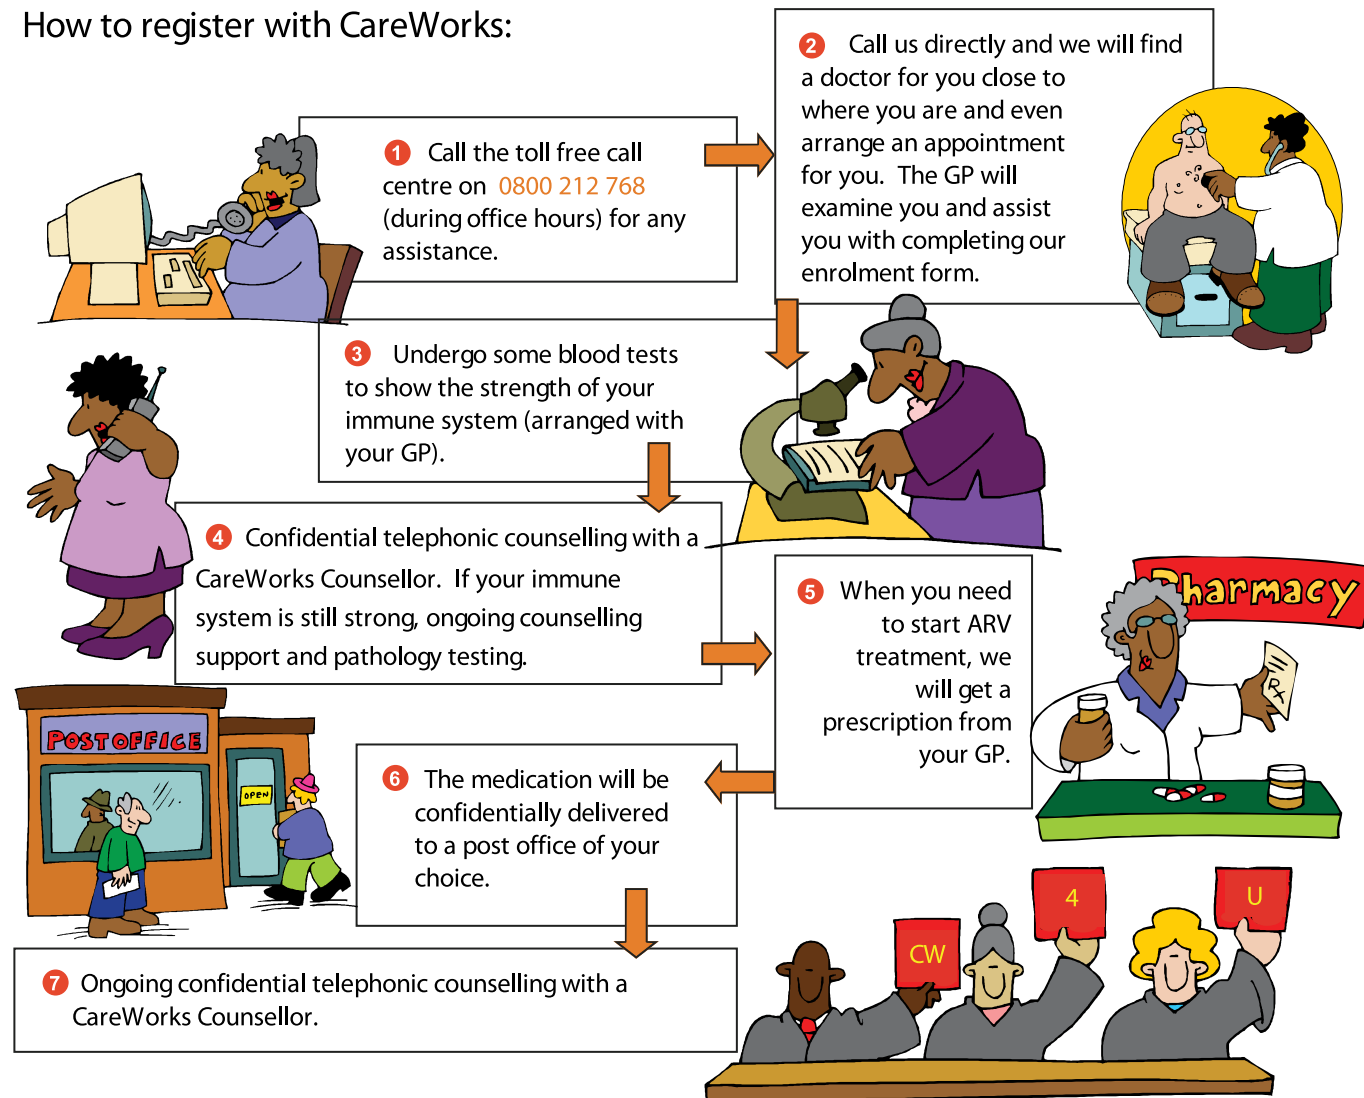 How to register with CareWorks:
1 Call the toll free call
centre on 0800 212 768
(during office hours) for any
assistance.
2 Call us directly and we will find
a doctor for you close to
where you are and even
arrange an appointment
for you. The GP will
examine you and assist
you with completing our
enrolment form.
3 Undergo some blood tests
to show the strength of your
immune system (arranged with
your GP).
4 Confidential telephonic counselling with a
CareWorks Counsellor. If your immune
system is still strong, ongoing counselling
support and pathology testing.
5 When you need
to start ARV
treatment, we
will get a
prescription from
your GP.
Pharmacy
Rx
POST OFFICE
OPEN
6 The medication will be
confidentially delivered
to a post office of your
choice.
7 Ongoing confidential telephonic counselling with a
CareWorks Counsellor.
CW
4
U